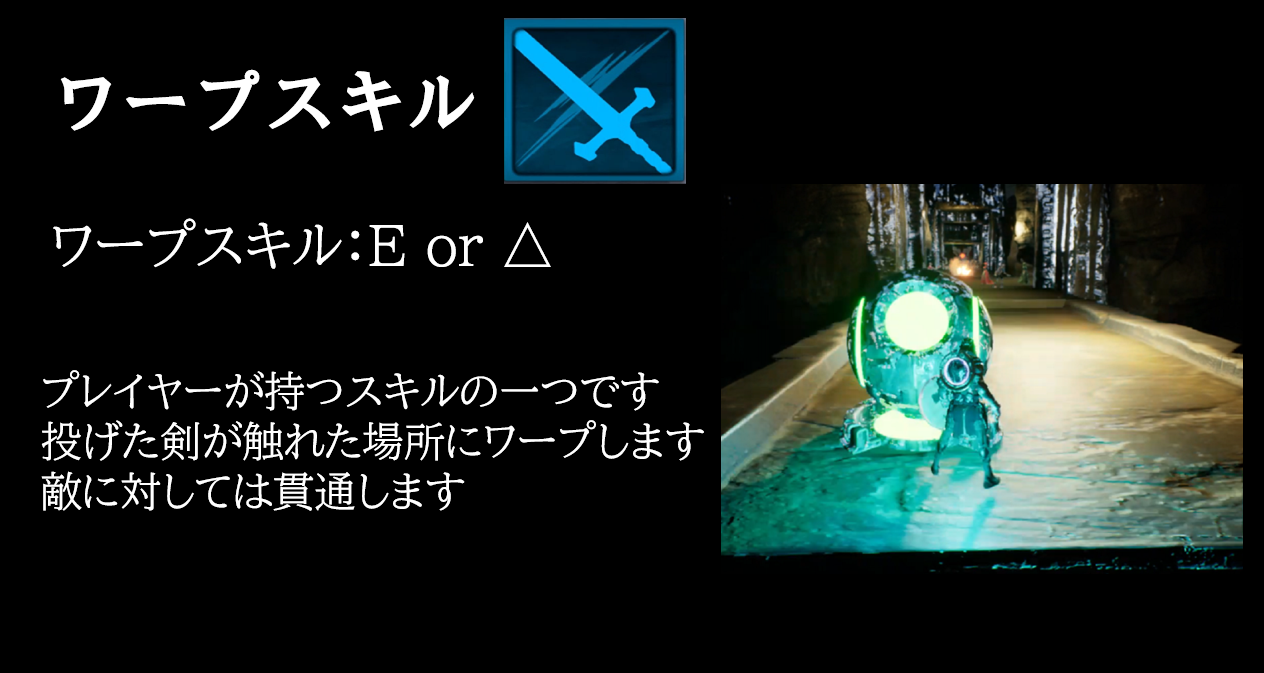 ワープスキル
ワープスキル：E or △
プレイヤーが持つスキルの一つです
投げた剣が触れた場所にワープします
敵に対しては貫通します